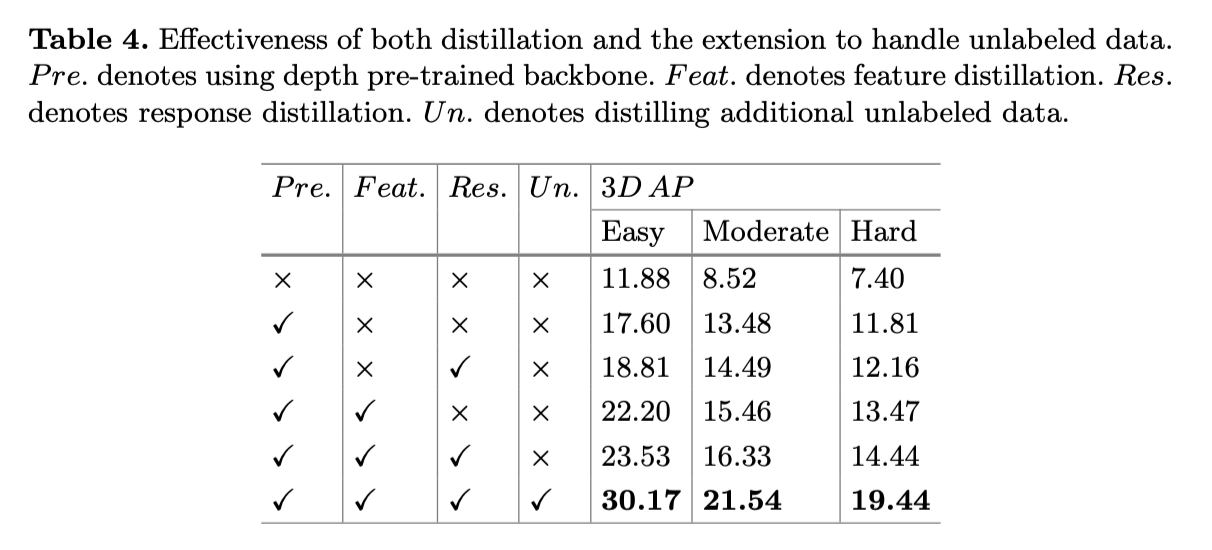 Table 4. Effectiveness of both distillation and the extension to handle unlabeled data.
Pre. denotes using depth pre-trained backbone. Feat. denotes feature distillation. Res.
denotes response distillation. Un. denotes distilling additional unlabeled data.
Pre. Feat. Res. Un. 3D AP
Easy Moderate Hard
× × × × 11.88 8.52 7.40
✓ × × × 17.60 13.48 11.81
✓ × ✓ × 18.81 14.49 12.16
✓ ✓ × × 22.20 15.46 13.47
✓ ✓ ✓ × 23.53 16.33 14.44
✓ ✓ ✓ ✓ 30.17 21.54 19.44